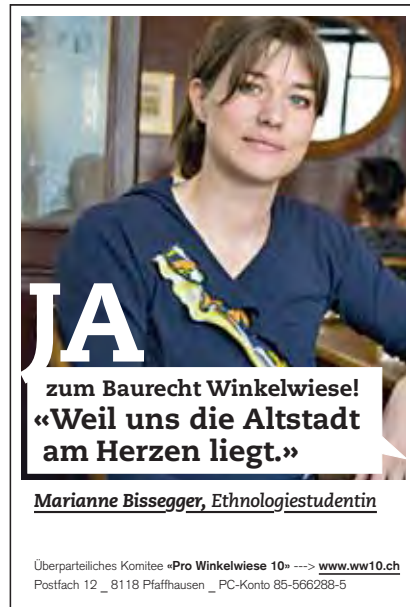 JA
zum Baurecht Winkelwiese!
«Weil uns die Altstadt
am Herzen liegt.»
Marianne Bissegger, Ethnologiestudentin
Überparteiliches Komitee «Pro Winkelwiese 10» ---> www.ww10.ch
Postfach 12 _ 8118 Pfaffhausen _ PC-Konto 85-566288-5